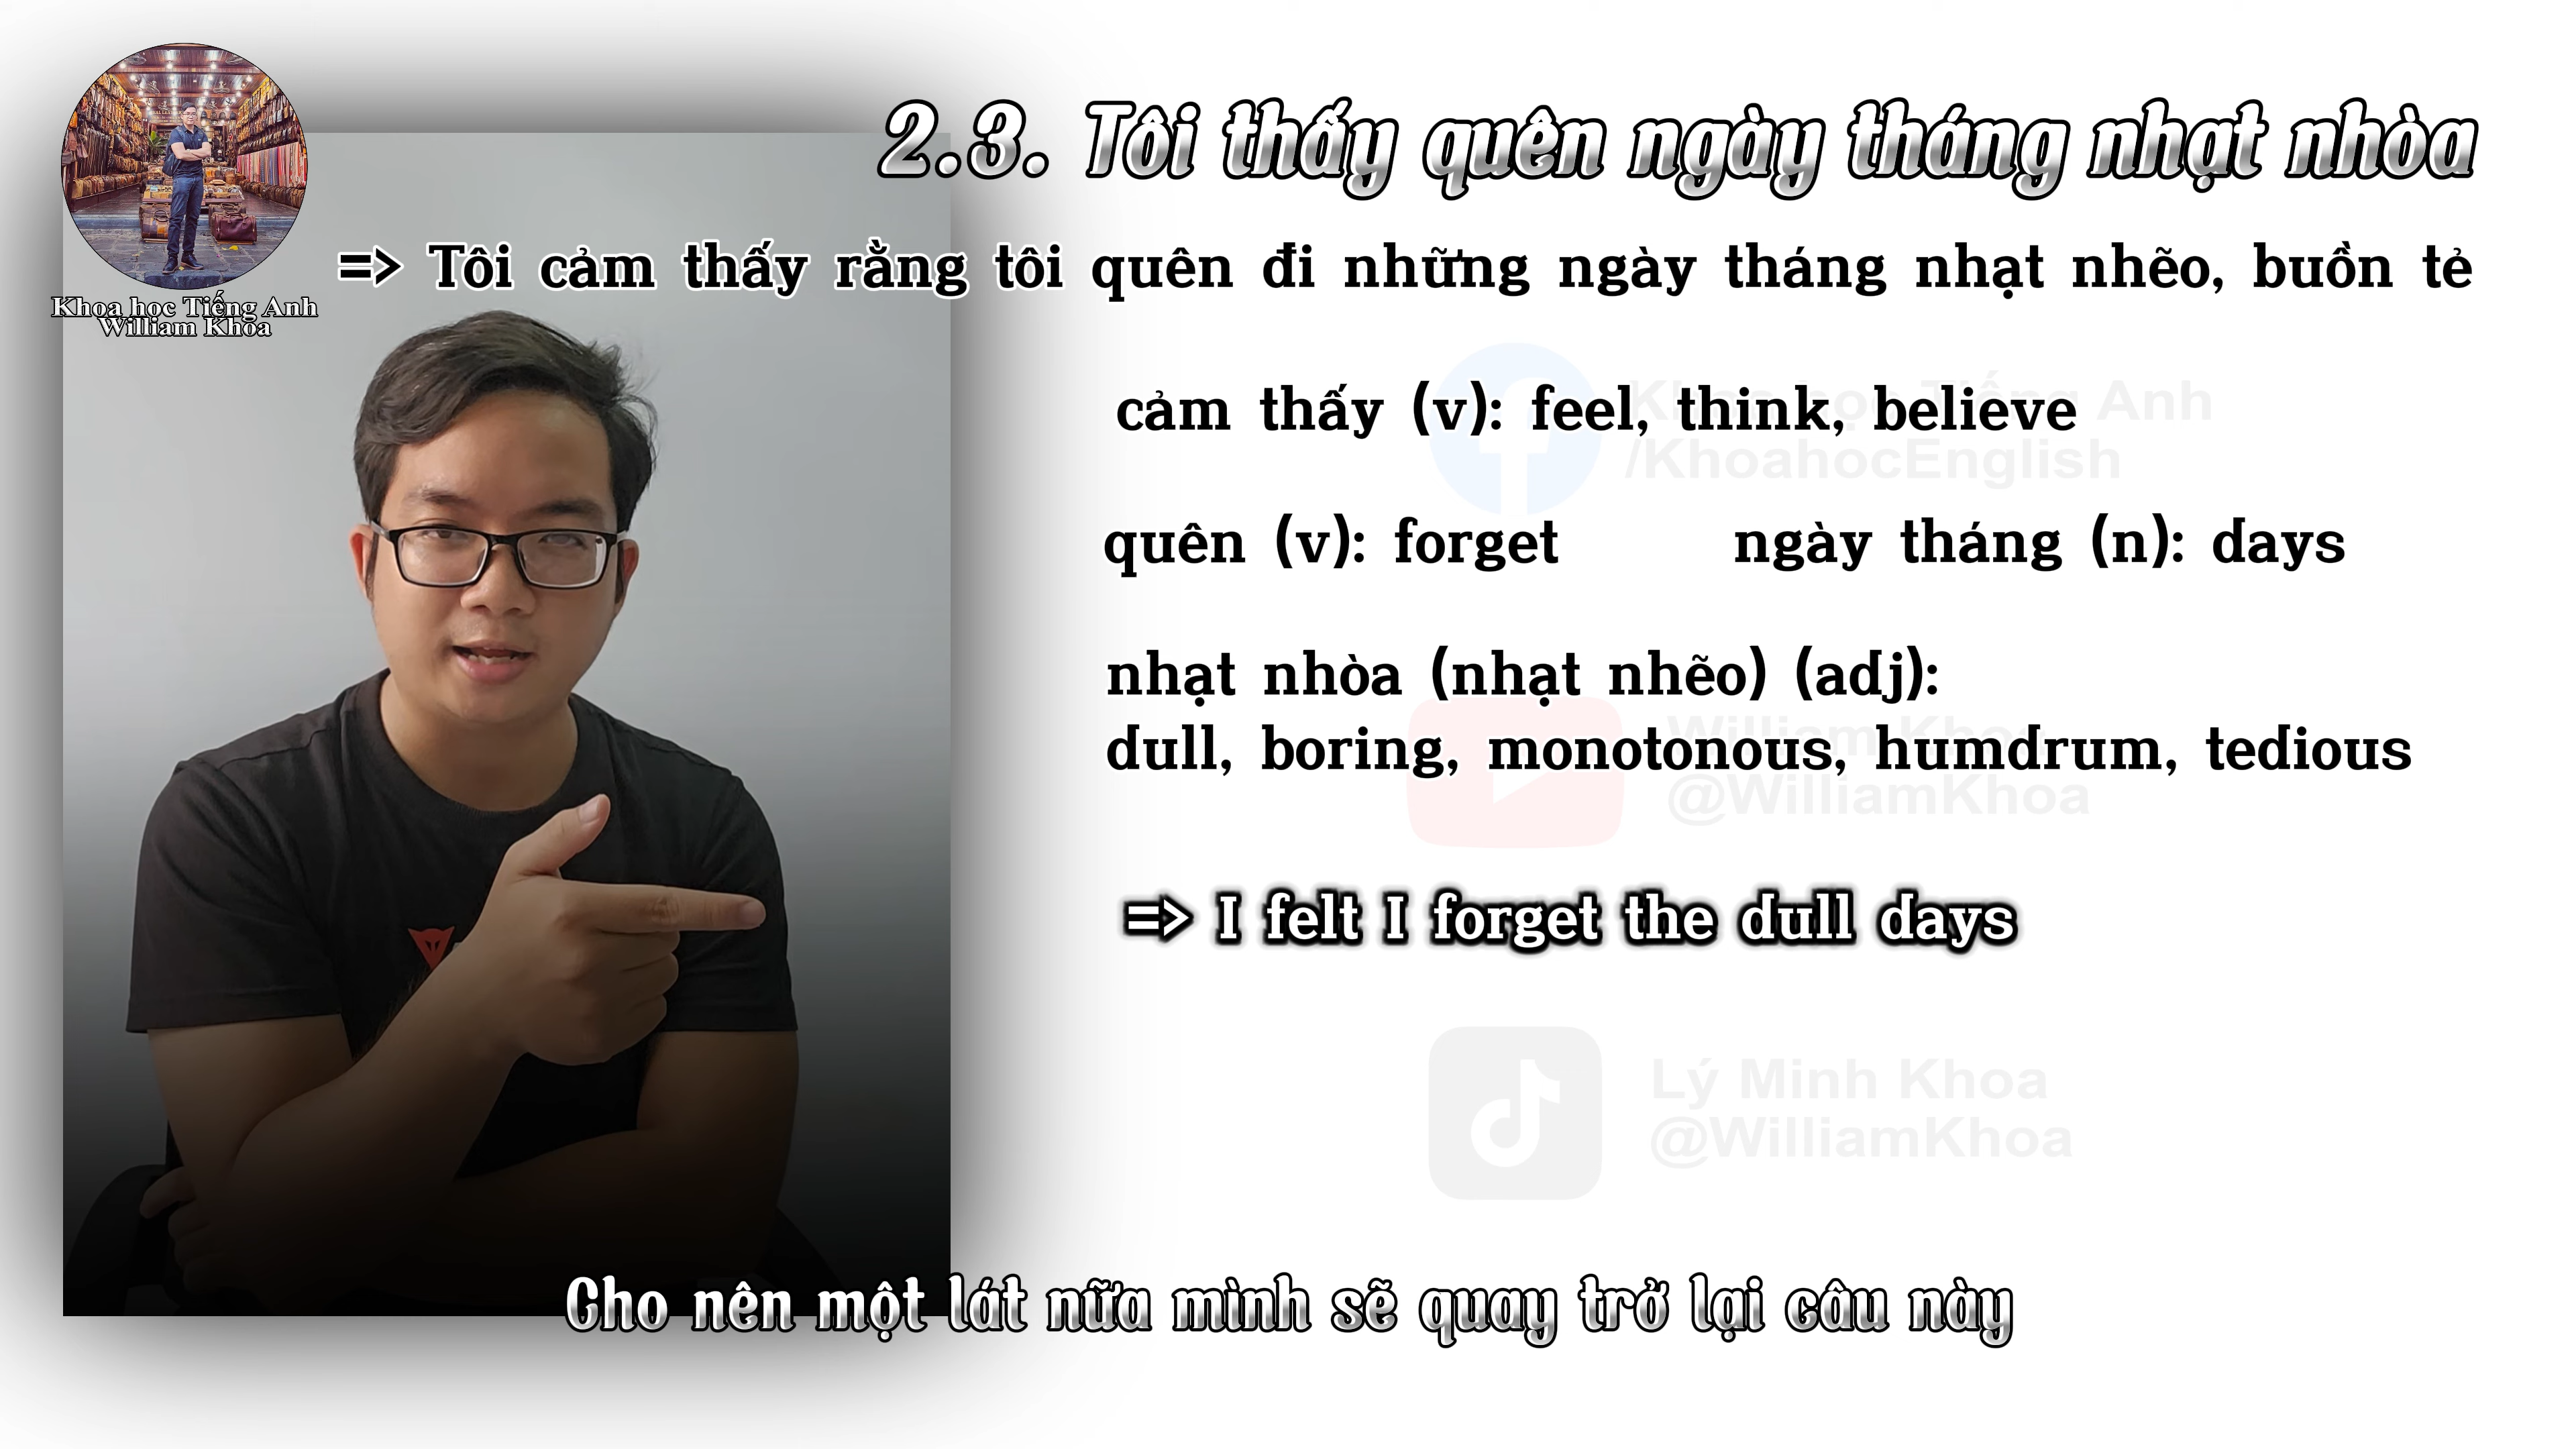 2.3. Tôi thấy quên ngày tháng nhạt nhòa
=> Tôi cảm thấy rằng tôi quên đi những ngày tháng nhạt nhẽo, buồn tẻ
Khoa học Tiếng Anh
William Khoa
cảm thấy (v): feel, think, believe
Khoa học Tiếng Anh
/KhoahocEnglish
quên (v): forget ngày tháng (n): days
nhạt nhòa (nhạt nhẽo) (adj):
dull, boring, monotonous, humdrum, tedious
William Khoa
@WilliamKhoa
=> I felt I forget the dull days
Lý Minh Khoa
@WilliamKhoa
Cho nên một lát nữa mình sẽ quay trở lại câu này